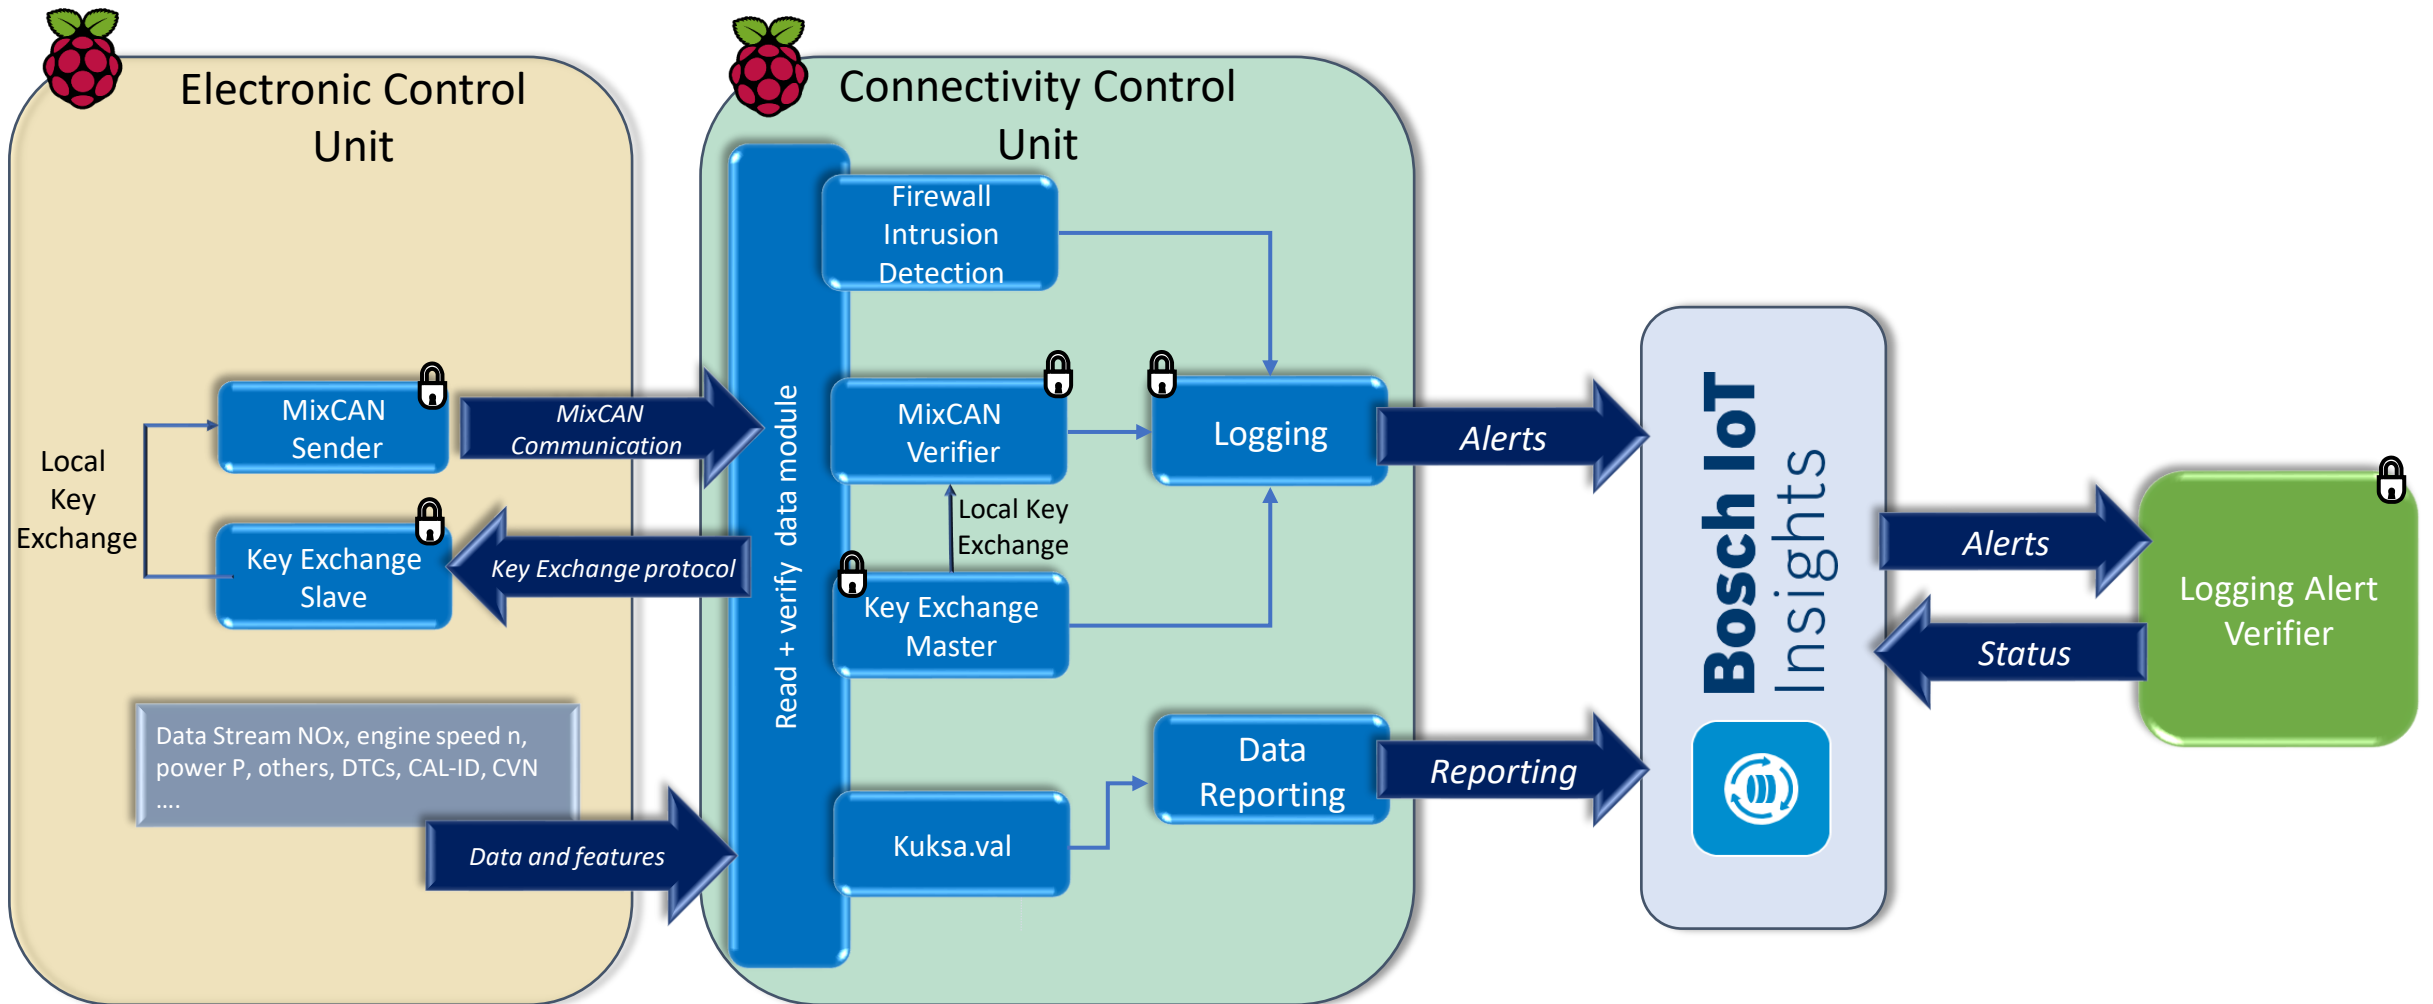 Electronic Control
Unit
Connectivity Control
Unit
Firewall
Intrusion
Detection
MixCAN
Sender
MixCAN
Communication
Read + verify data module
MixCAN
Verifier
Logging
Alerts
Local
Key
Exchange
Key Exchange
Slave
Key Exchange protocol
Local Key
Exchange
Key Exchange
Master
Bosch IoT
Insights
Alerts
Status
Logging Alert
Verifier
Data Stream NOx, engine speed n,
power P, others, DTCs, CAL-ID, CVN
....
Data and features
Kuksa.val
Data
Reporting
Reporting